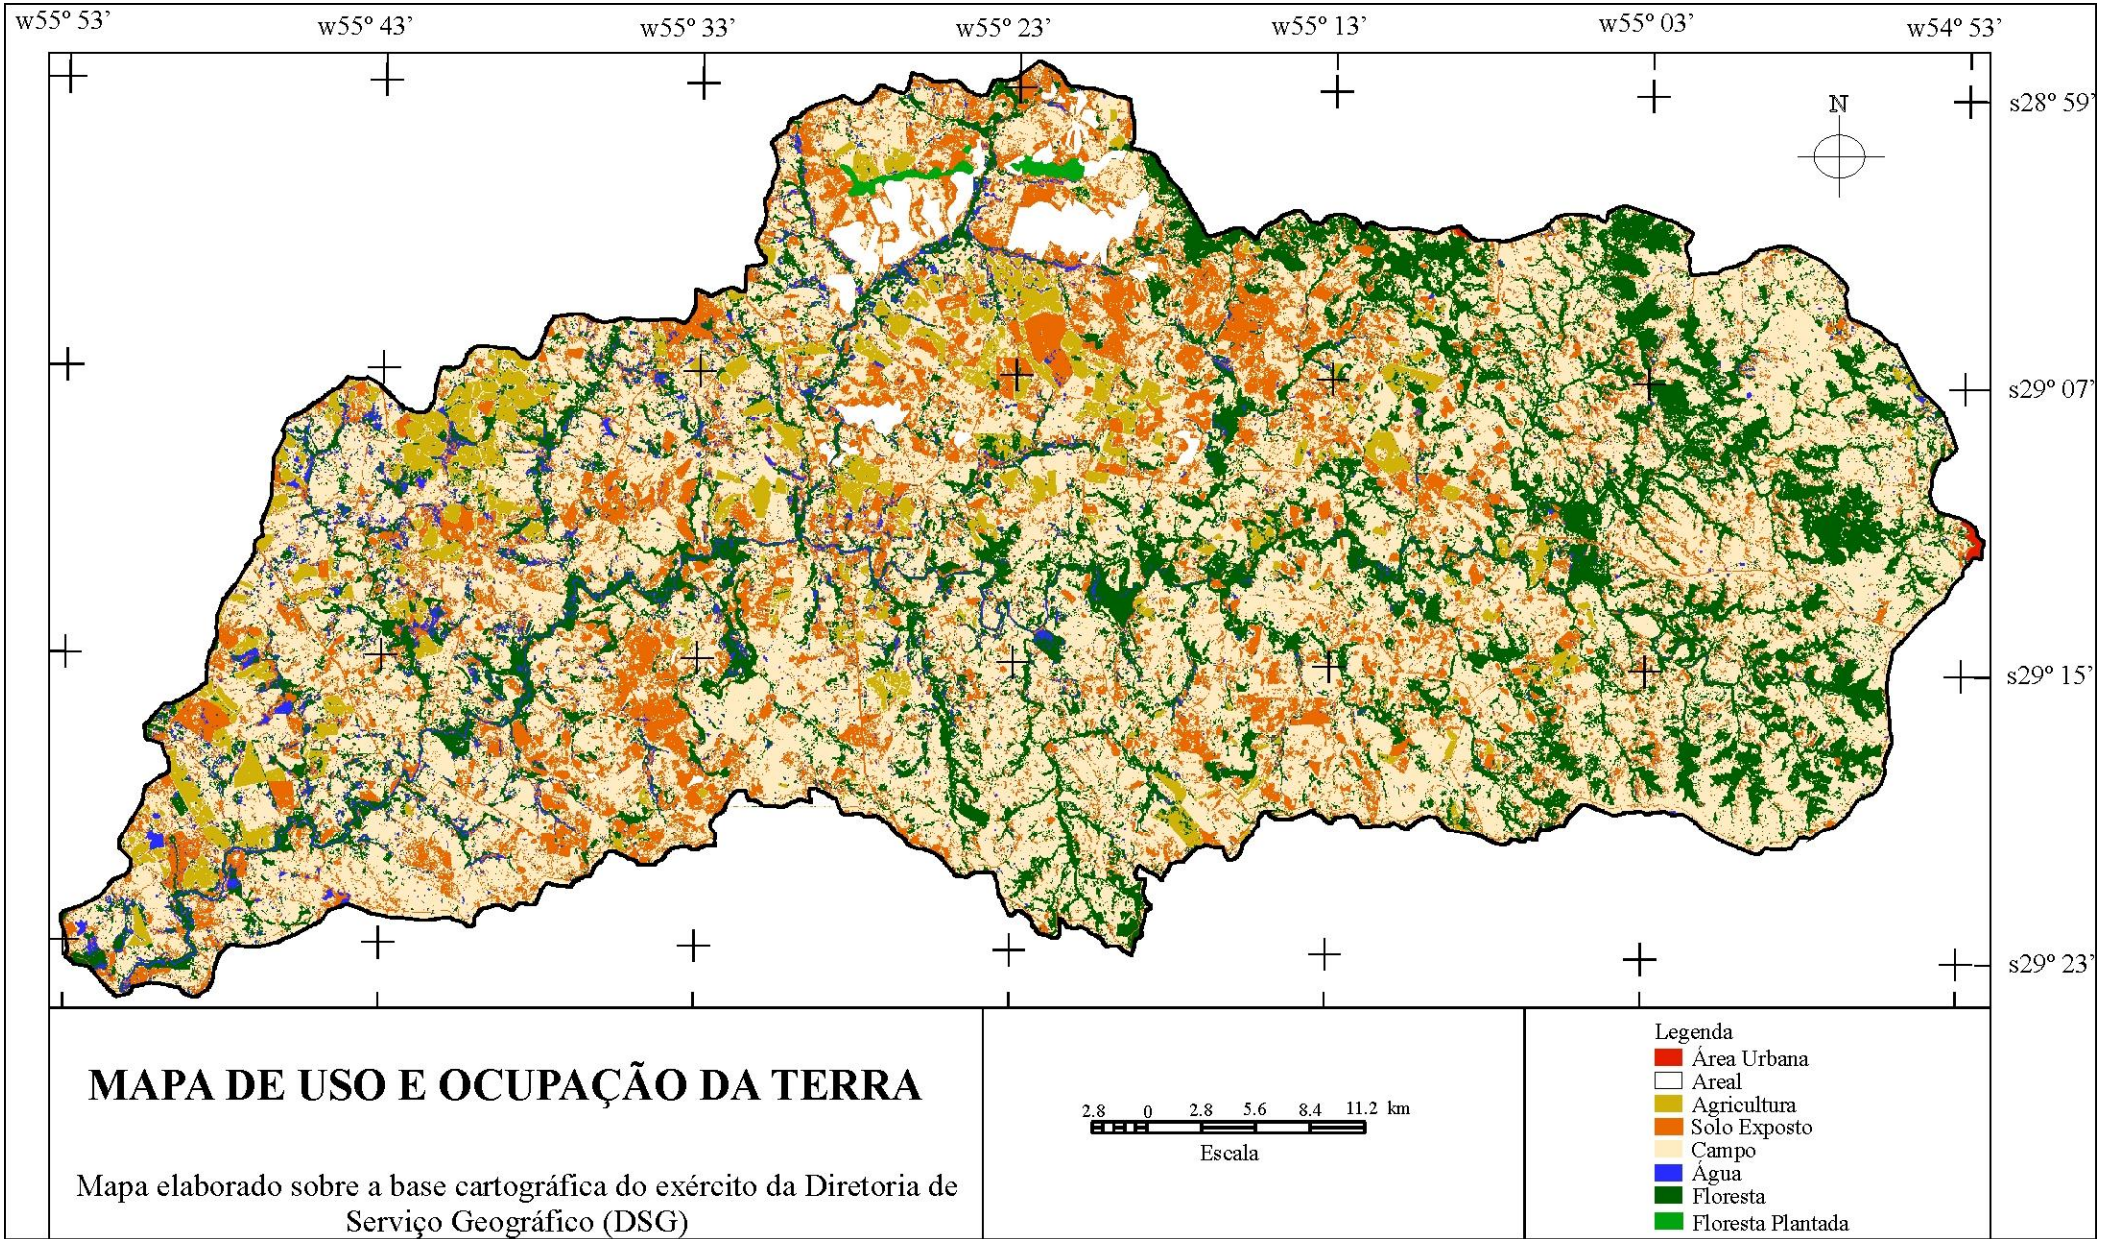 w55º 53’
w55º 43’
w55º 33’
w55º 23’
w55º 13’
w55º 03’
w54º 53’
N
s28º 59’
s29º 07’
s29º 15’
s29º 23’
MAPA DE USO E OCUPAÇÃO DA TERRA
Mapa elaborado sobre a base cartográfica do exército da Diretoria de
Serviço Geográfico (DSG)
2.8 0 2.8 5.6 8.4 11.2 km
Escala
Legenda
Área Urbana
Areal
Agricultura
Solo Exposto
Campo
Água
Floresta
Floresta Plantada